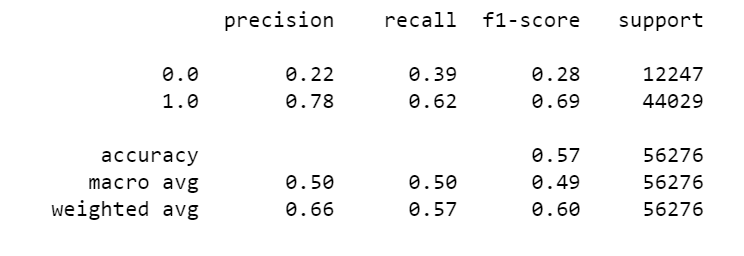 precision recall f1-score support
0.0 0.22 0.39 0.28 12247
1.0 0.78 0.62 0.69 44029
accuracy 0.57 56276
macro avg 0.50 0.50 0.49 56276
weighted avg 0.66 0.57 0.60 56276